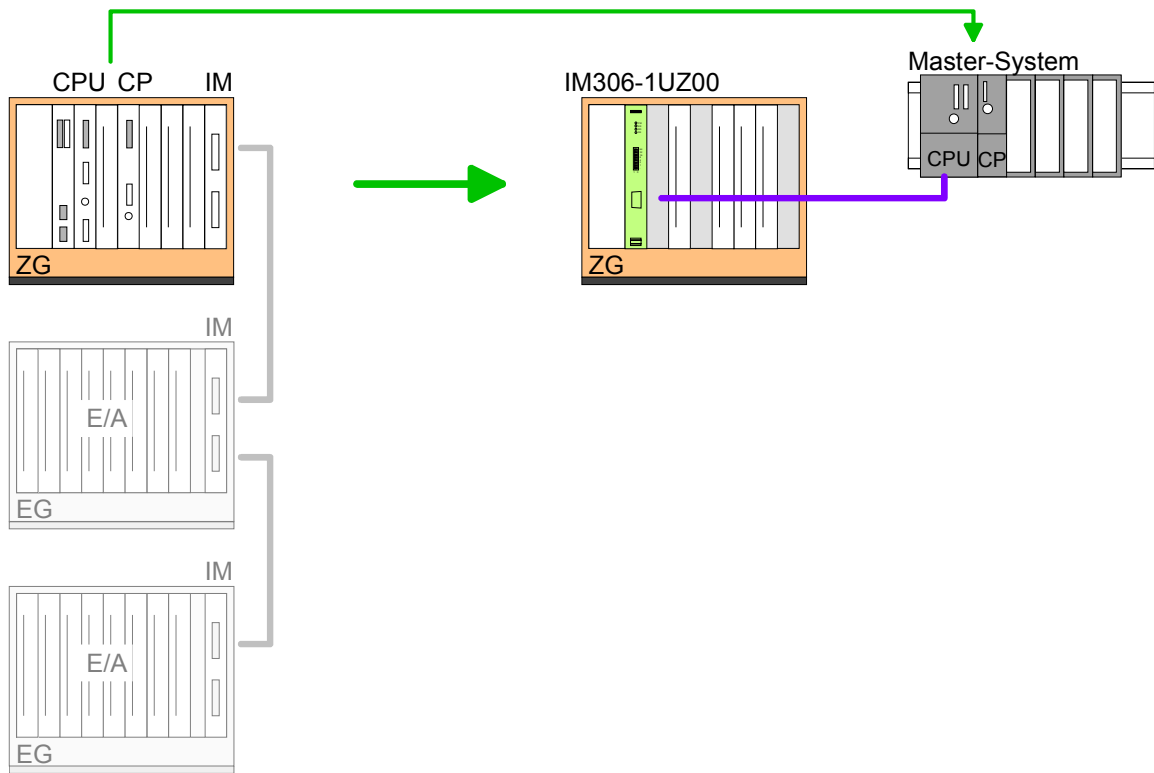 CPU CP IM
ZG
IM
E/A
EG
IM
E/A
EG
IM306-1UZ00
ZG
Master-System
CPU CP